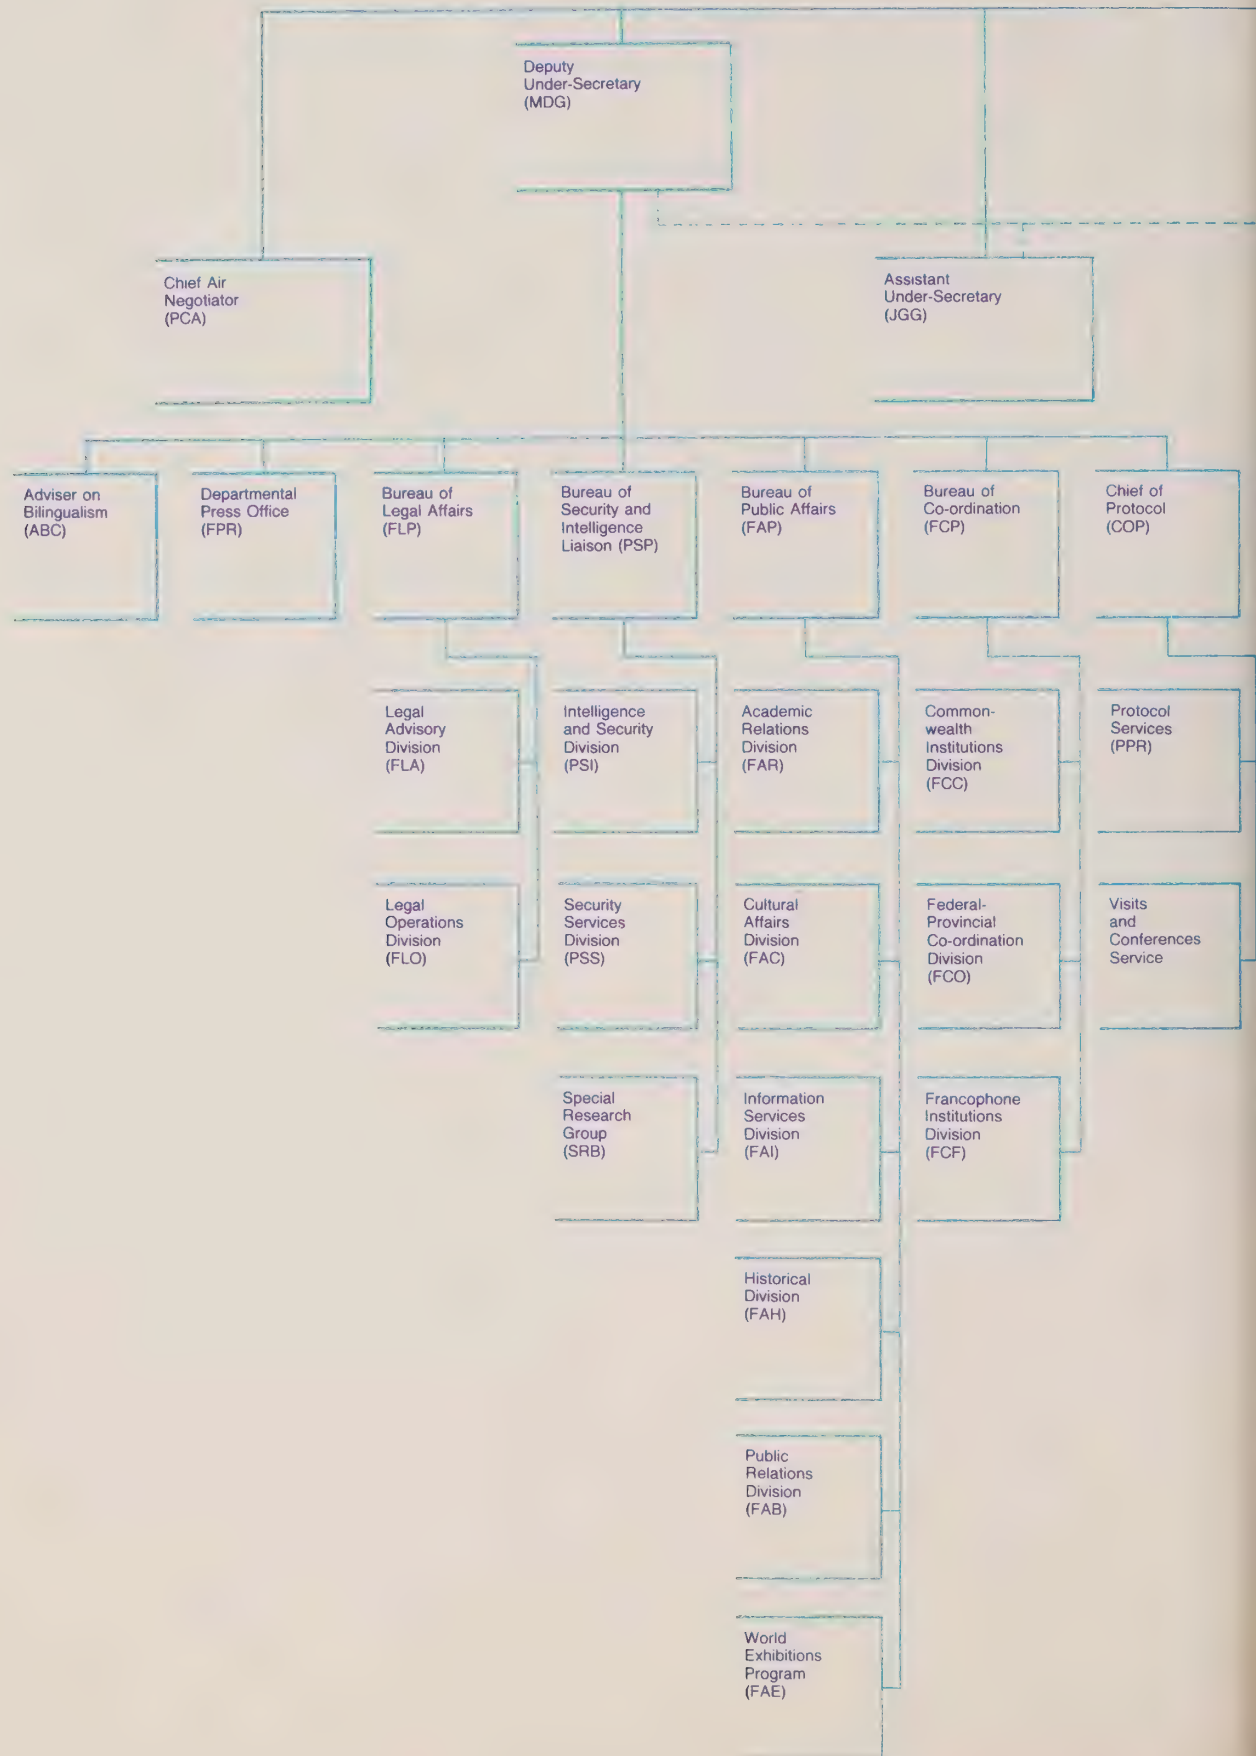 Deputy
Under-Secretary
(MDG)
Chief Air
Negotiator
(PCA)
Assistant
Under-Secretary
(JGG)
Adviser on
Bilingualism
(ABC)
Departmental
Press Office
(FPR)
Bureau of
Legal Affairs
(FLP)
Bureau of
Security and
Intelligence
Liaison (PSP)
Bureau of
Public Affairs
(FAP)
Bureau of
Co-ordination
(FCP)
Chief of
Protocol
(COP)
Legal
Advisory
Division
(FLA)
Intelligence
and Security
Division
(PSI)
Academic
Relations
Division
(FAR)
Common-
wealth
Institutions
Division
(FCC)
Protocol
Services
(PPR)
Legal
Operations
Division
(FLO)
Security
Services
Division
(PSS)
Cultural
Affairs
Division
(FAC)
Federal-
Provincial
Co-ordination
Division
(FCO)
Visits
and
Conferences
Service
Special
Research
Group
(SRB)
Information
Services
Division
(FAI)
Francophone
Institutions
Division
(FCF)
Historical
Division
(FAH)
Public
Relations
Division
(FAB)
World
Exhibitions
Program
(FAE)